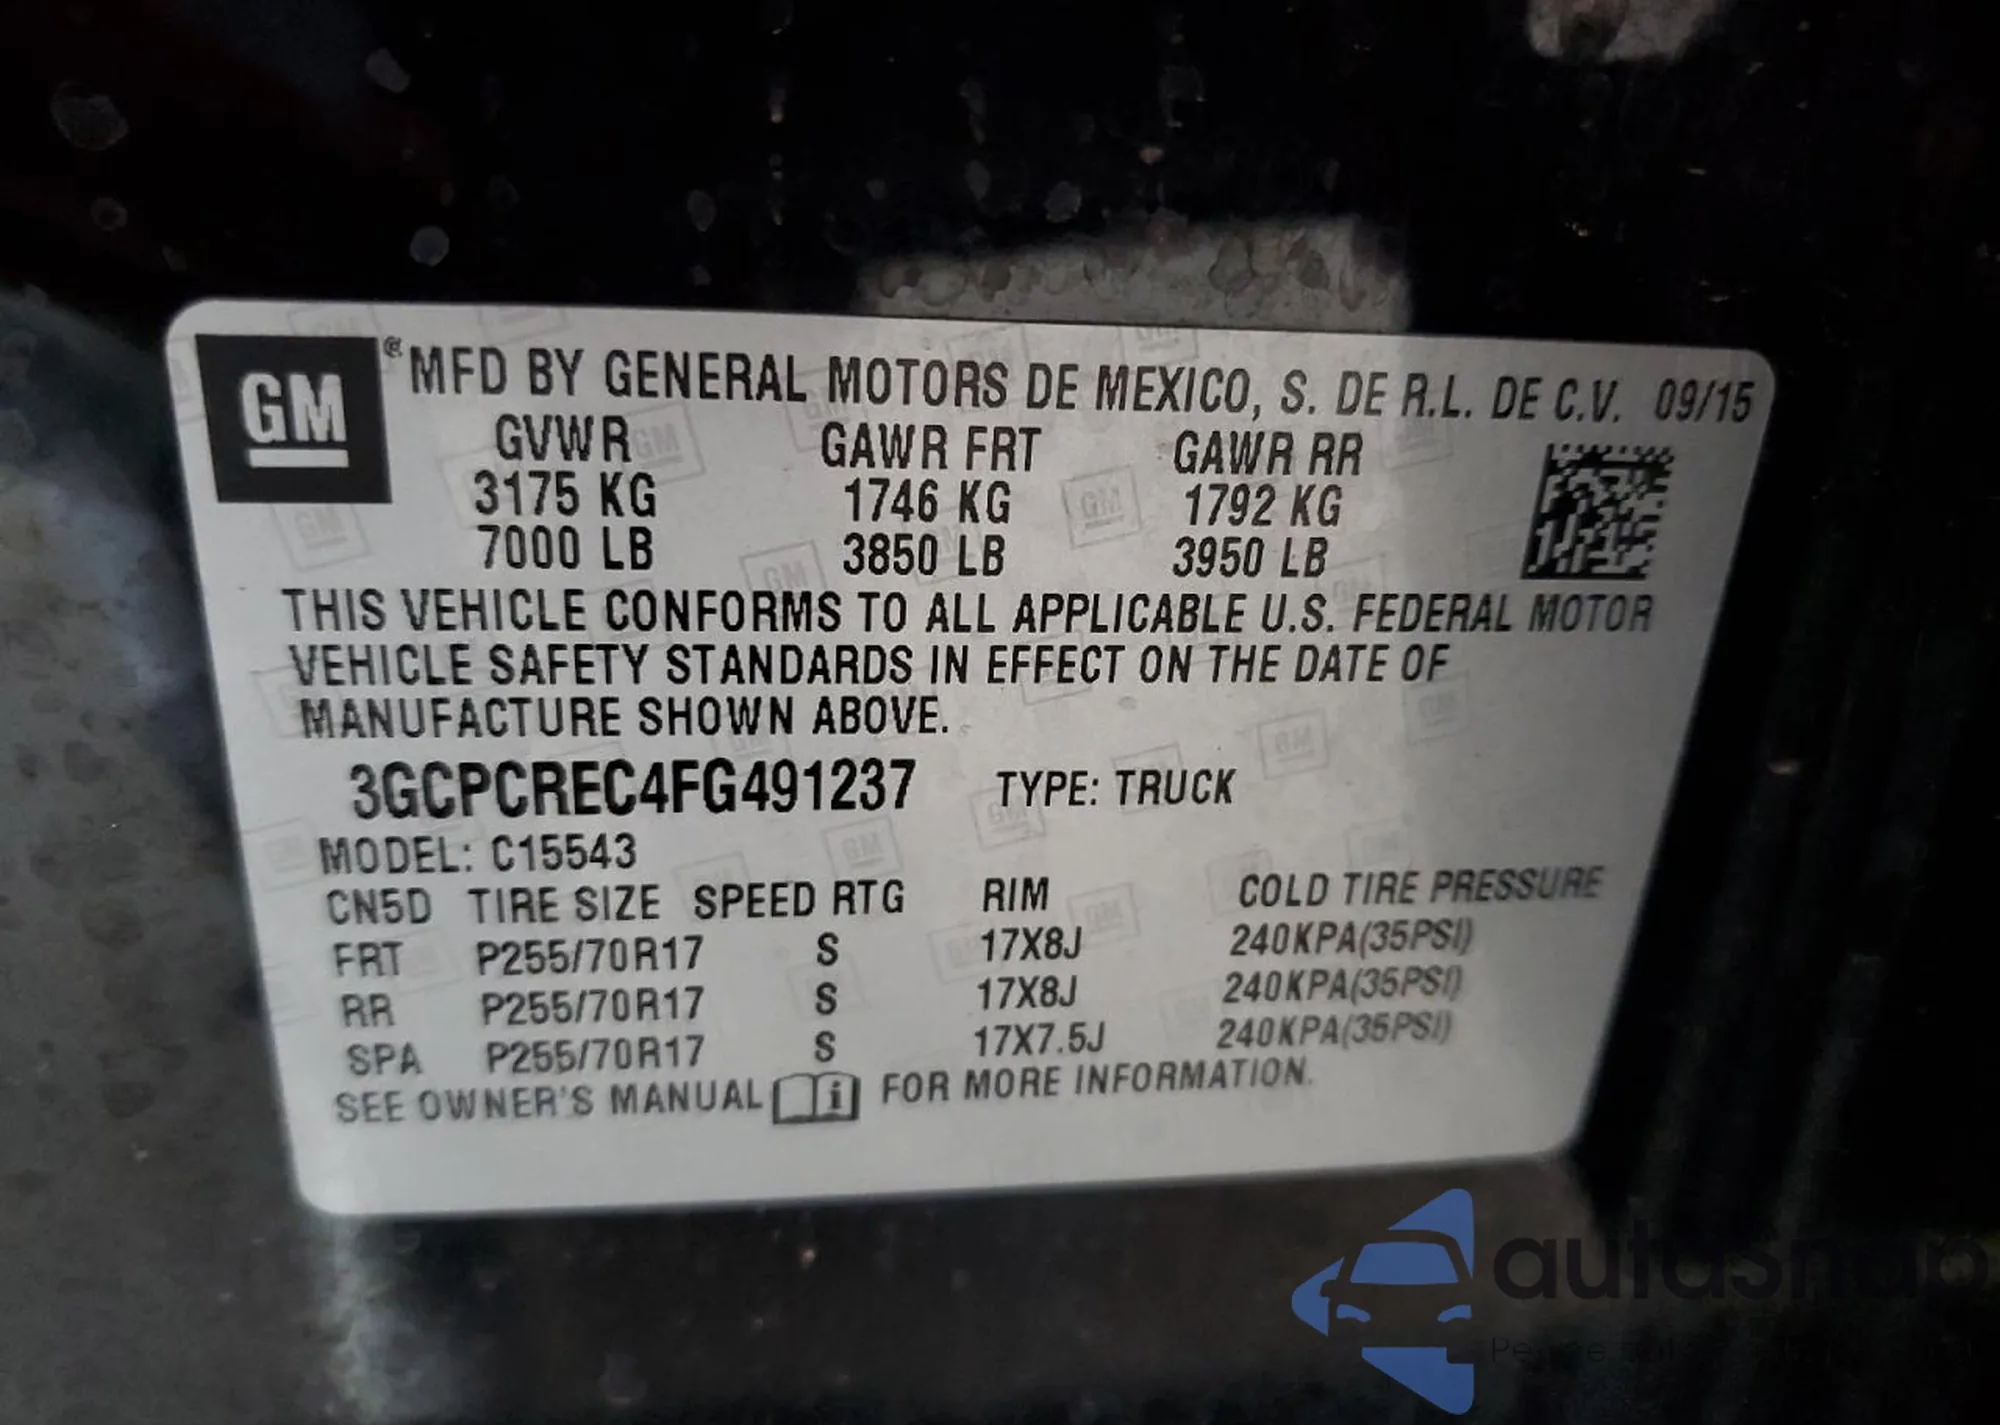 GM
® MFD BY GENERAL MOTORS DE MEXICO, S. DE R.L. DE C.V. 09/15
GVWR GAWR FRT GAWR RR
3175 KG 1746 KG 1792 KG
7000 LB 3850 LB 3950 LB
THIS VEHICLE CONFORMS TO ALL APPLICABLE U.S. FEDERAL MOTOR
VEHICLE SAFETY STANDARDS IN EFFECT ON THE DATE OF
MANUFACTURE SHOWN ABOVE.
3GCPCREC4FG491237 TYPE: TRUCK
MODEL: C15543
CN5D TIRE SIZE SPEED RTG RIM COLD TIRE PRESSURE
FRT P255/70R17 S 17X8J 240KPA(35PSI)
RR P255/70R17 S 17X8J 240KPA(35PSI)
SPA P255/70R17 S 17X7.5J 240KPA(35PSI)
SEE OWNER'S MANUAL i FOR MORE INFORMATION.
autosnap